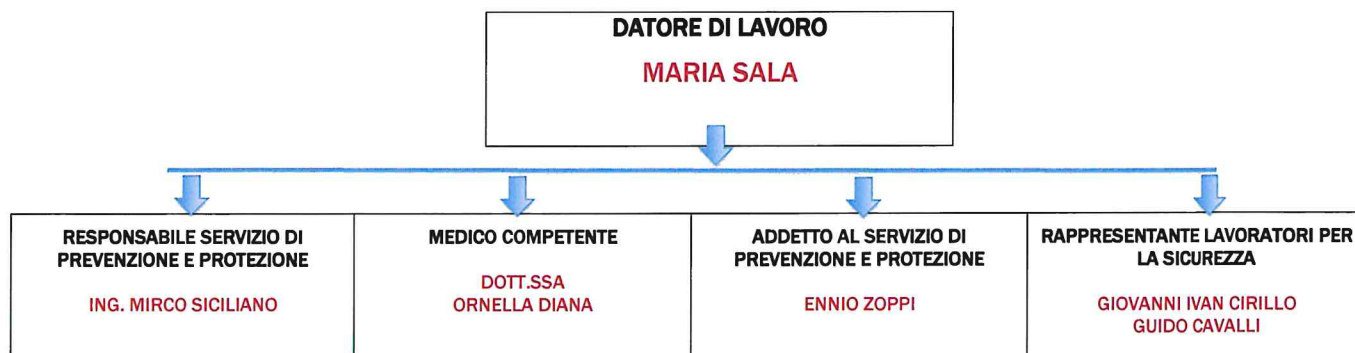 DATORE DI LAVORO
MARIA SALA
RESPONSABILE SERVIZIO DI
PREVENZIONE E PROTEZIONE
ING. MIRCO SICILIANO
MEDICO COMPETENTE
DOTT.SSA
ORNELLA DIANA
ADDETTO AL SERVIZIO DI
PREVENZIONE E PROTEZIONE
ENNIO ZOPPI
RAPPRESENTANTE LAVORATORI PER
LA SICUREZZA
GIOVANNI IVAN CIRILLO
GUIDO CAVALLI